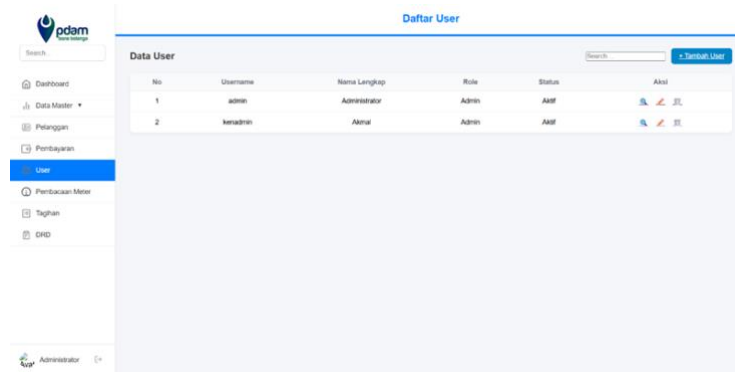 pdam
Search...
Dashboard
Data Master
Pelanggan
Pembayaran
User
Pembacaan Meter
Tagihan
DRD
Administrator
Daftar User
Data User
Search...
+ Tambah User
No Username Nama Lengkap Role Status Aksi
1 admin Administrator Admin Aktif
2 kenadmin Akmal Admin Aktif